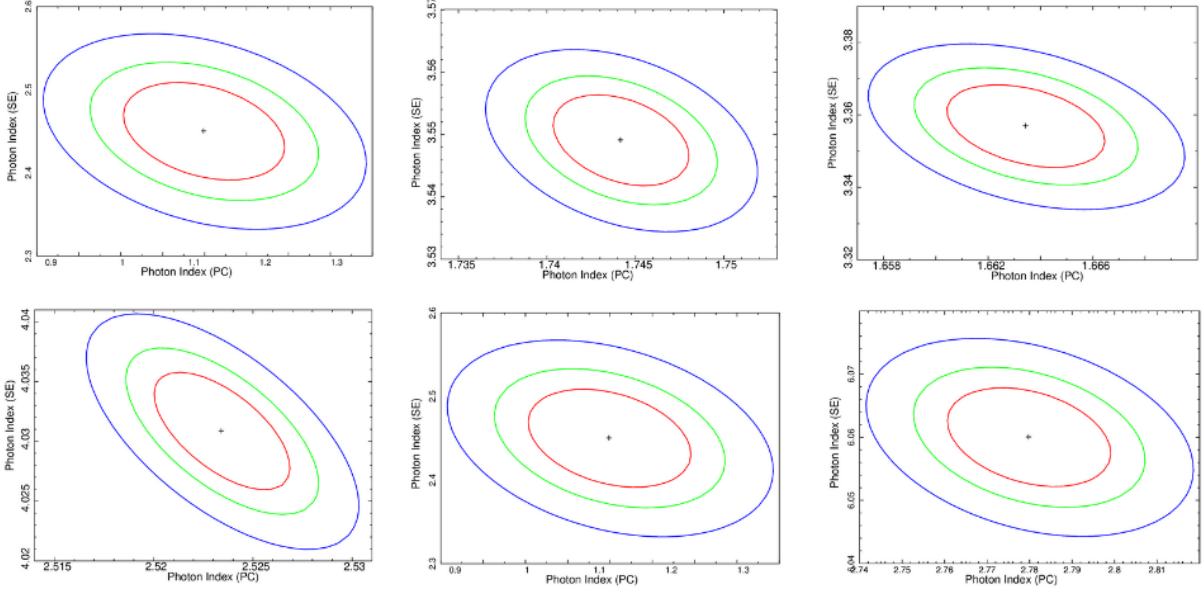 2.6
2.5
2.4
2.3
Photon Index (SE)
0.9 1 1.1 1.2 1.3
Photon Index (PC)
3.57
3.56
3.55
3.54
3.53
Photon Index (SE)
1.735 1.74 1.745 1.75
Photon Index (PC)
3.38
3.36
3.34
3.32
Photon Index (SE)
1.658 1.662 1.666
Photon Index (PC)
4.04
4.035
4.03
4.025
4.02
Photon Index (SE)
2.515 2.52 2.525 2.53
Photon Index (PC)
2.6
2.5
2.4
2.3
Photon Index (SE)
0.9 1 1.1 1.2 1.3
Photon Index (PC)
6.07
6.06
6.05
6.04
Photon Index (SE)
2.74 2.75 2.76 2.77 2.78 2.79 2.8 2.81
Photon Index (PC)